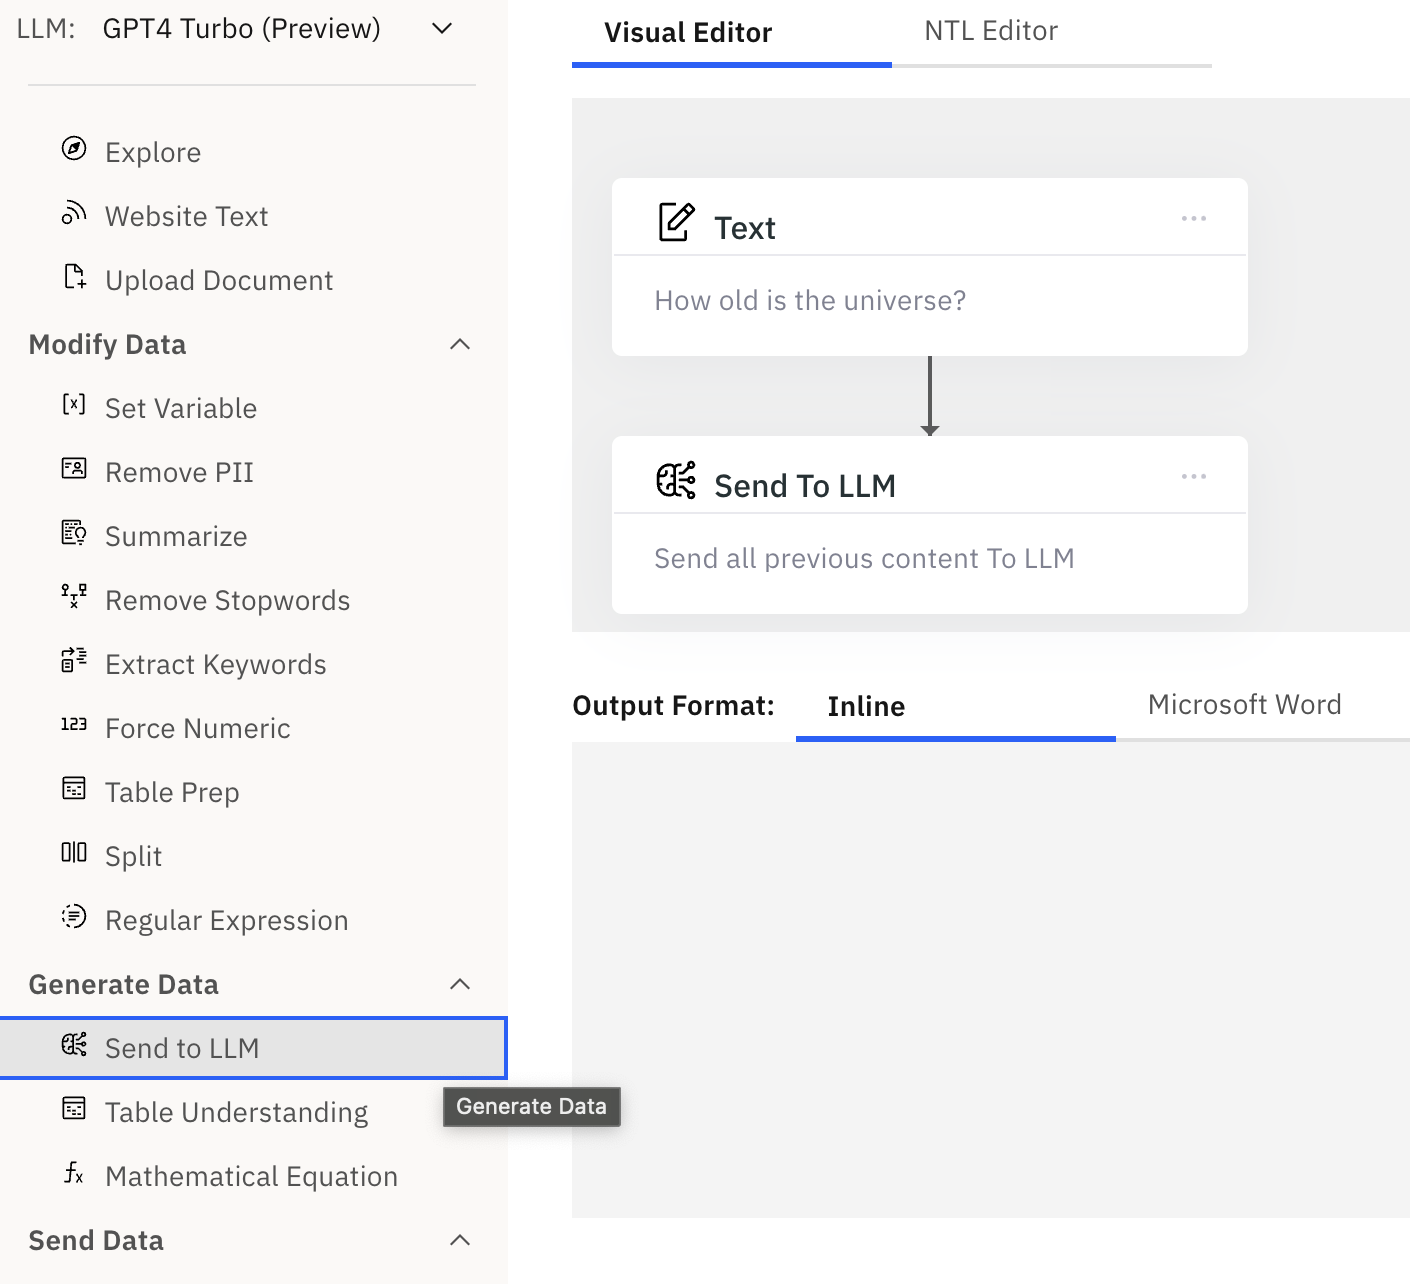 LLM: GPT4 Turbo (Preview)
Explore
Website Text
Upload Document
Modify Data
Set Variable
Remove PII
Summarize
Remove Stopwords
Extract Keywords
123 Force Numeric
Table Prep
Split
Regular Expression
Generate Data
Send to LLM
Generate Data
Table Understanding
Mathematical Equation
Send Data
Visual Editor NTL Editor
Text
How old is the universe?
Send To LLM
Send all previous content To LLM
Output Format: Inline Microsoft Word